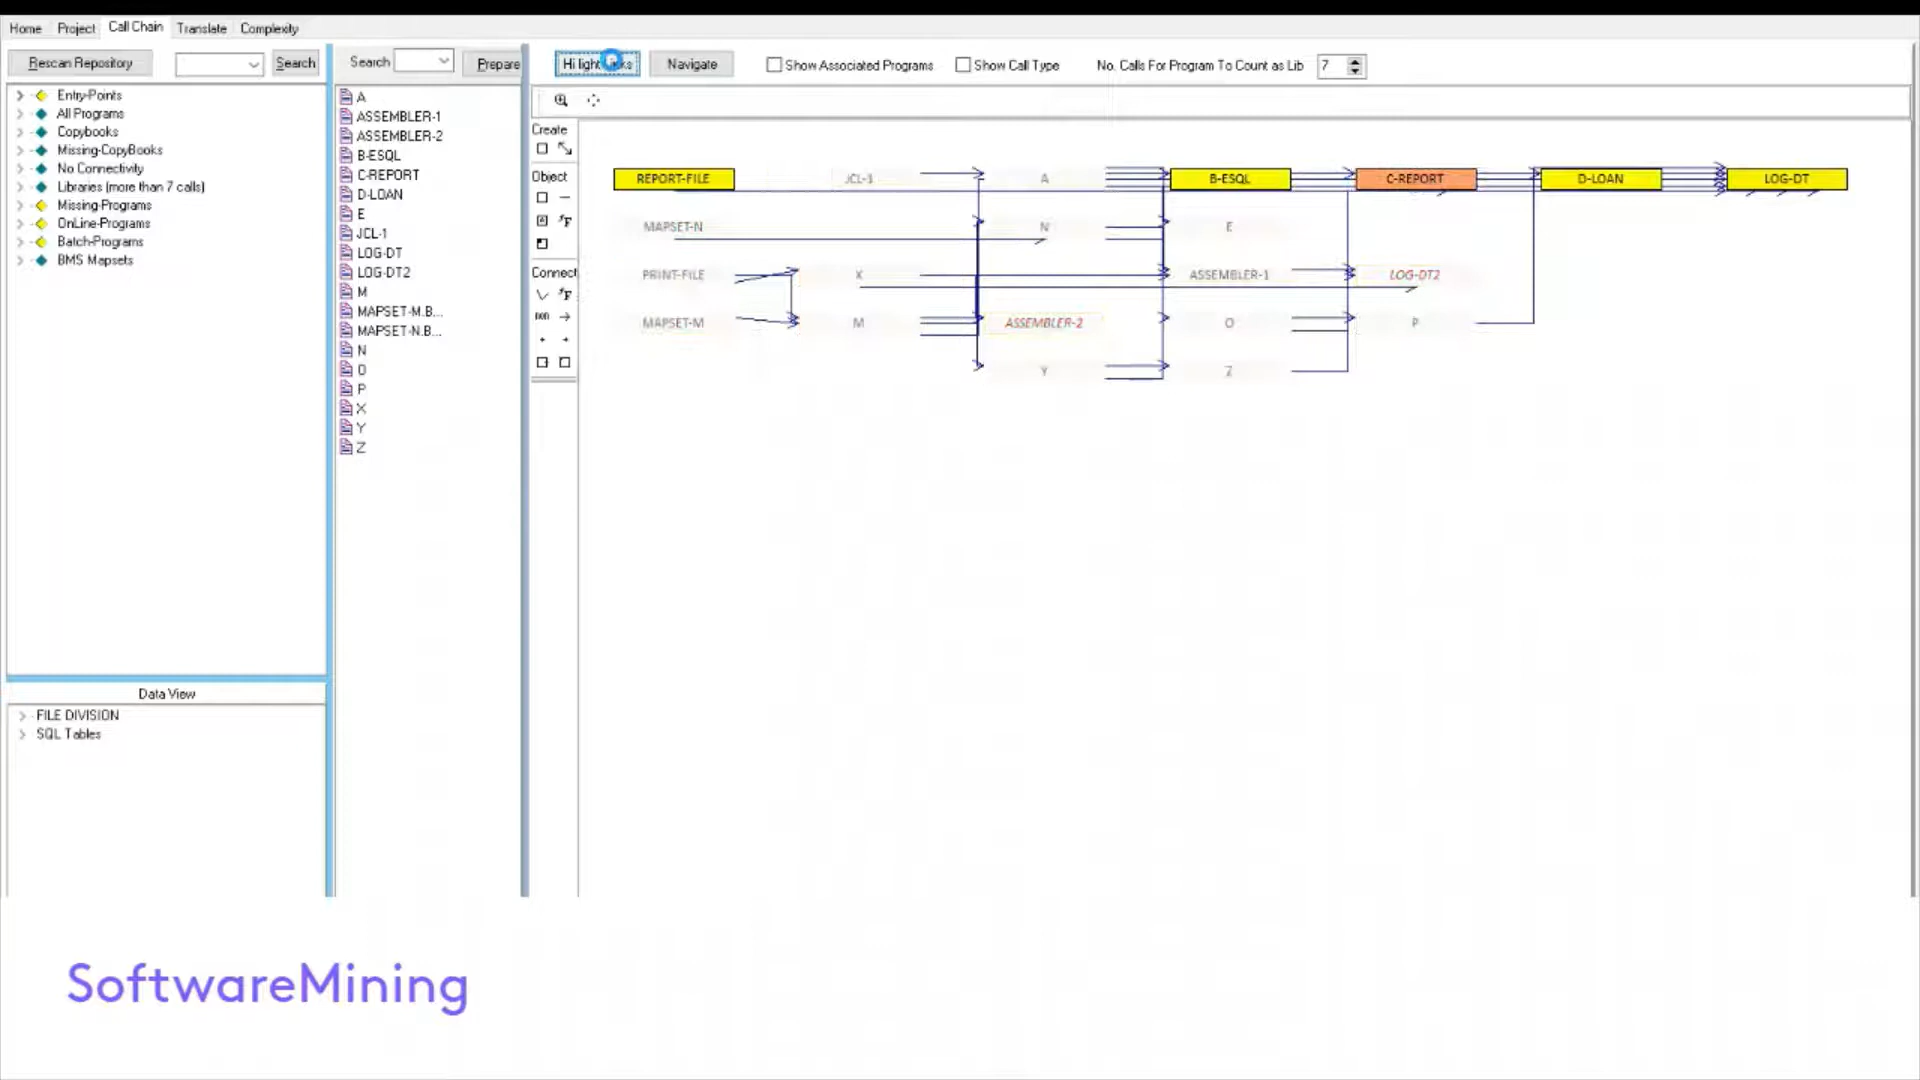 Home Project Call Chain Translate Complexity
Rescan Repository Search
Search Prepare
Navigate Show Associated Programs Show Call Type No. Calls For Program To Count as Lib 7
Entry-Points
All Programs
Copybooks
Missing-CopyBooks
No Connectivity
Libraries (more than 7 calls)
Missing-Programs
OnLine-Programs
Batch-Programs
BMS Mapsets
Data View
FILE DIVISION
SQL Tables
A
ASSEMBLER-1
ASSEMBLER-2
B-ESQL
C-REPORT
D-LOAN
E
JCL-1
LOG-DT
LOG-DT2
M
MAPSET-M.B...
MAPSET-N.B...
N
O
P
X
Y
Z
Create
Object
Connect
REPORT-FILE JCL-1 A B-ESQL C-REPORT D-LOAN LOG-DT
MAPSET-N N E
PRINT-FILE X ASSEMBLER-1 LOG-DT2
MAPSET-M M ASSEMBLER-2 O P
Y Z
SoftwareMining